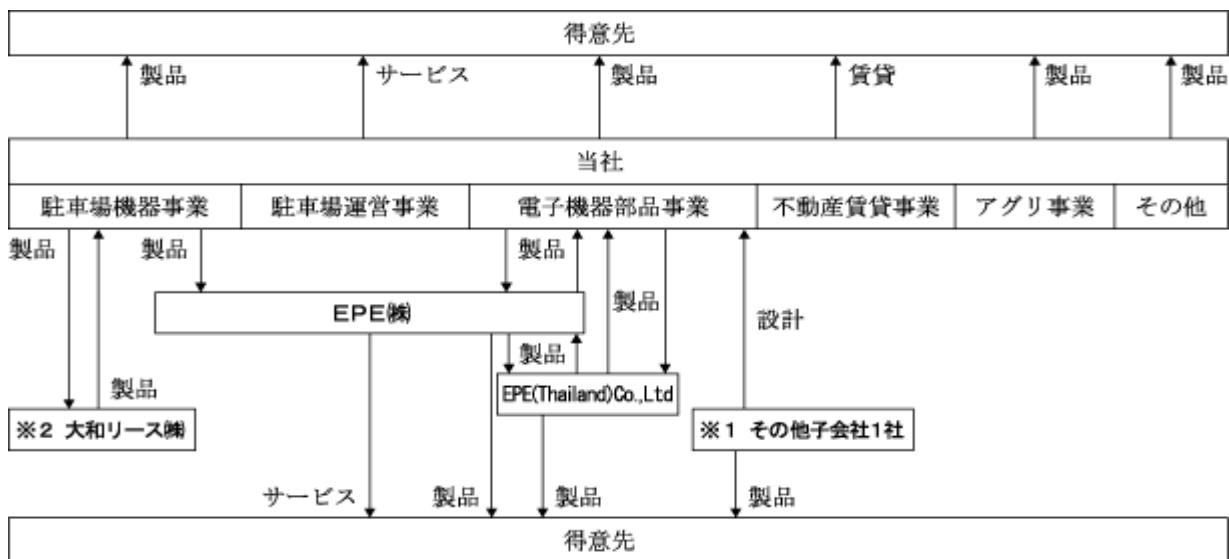 得意先
製品 サービス 製品 賃貸 製品 製品
当社
駐車場機器事業 駐車場運営事業 電子機器部品事業 不動産賃貸事業 アグリ事業 その他
製品 製品 製品
EPE㈱
製品
設計
製品
製品
EPE(Thailand)Co.,Ltd
※2 大和リース㈱
※1 その他子会社1社
サービス 製品 製品 製品
得意先